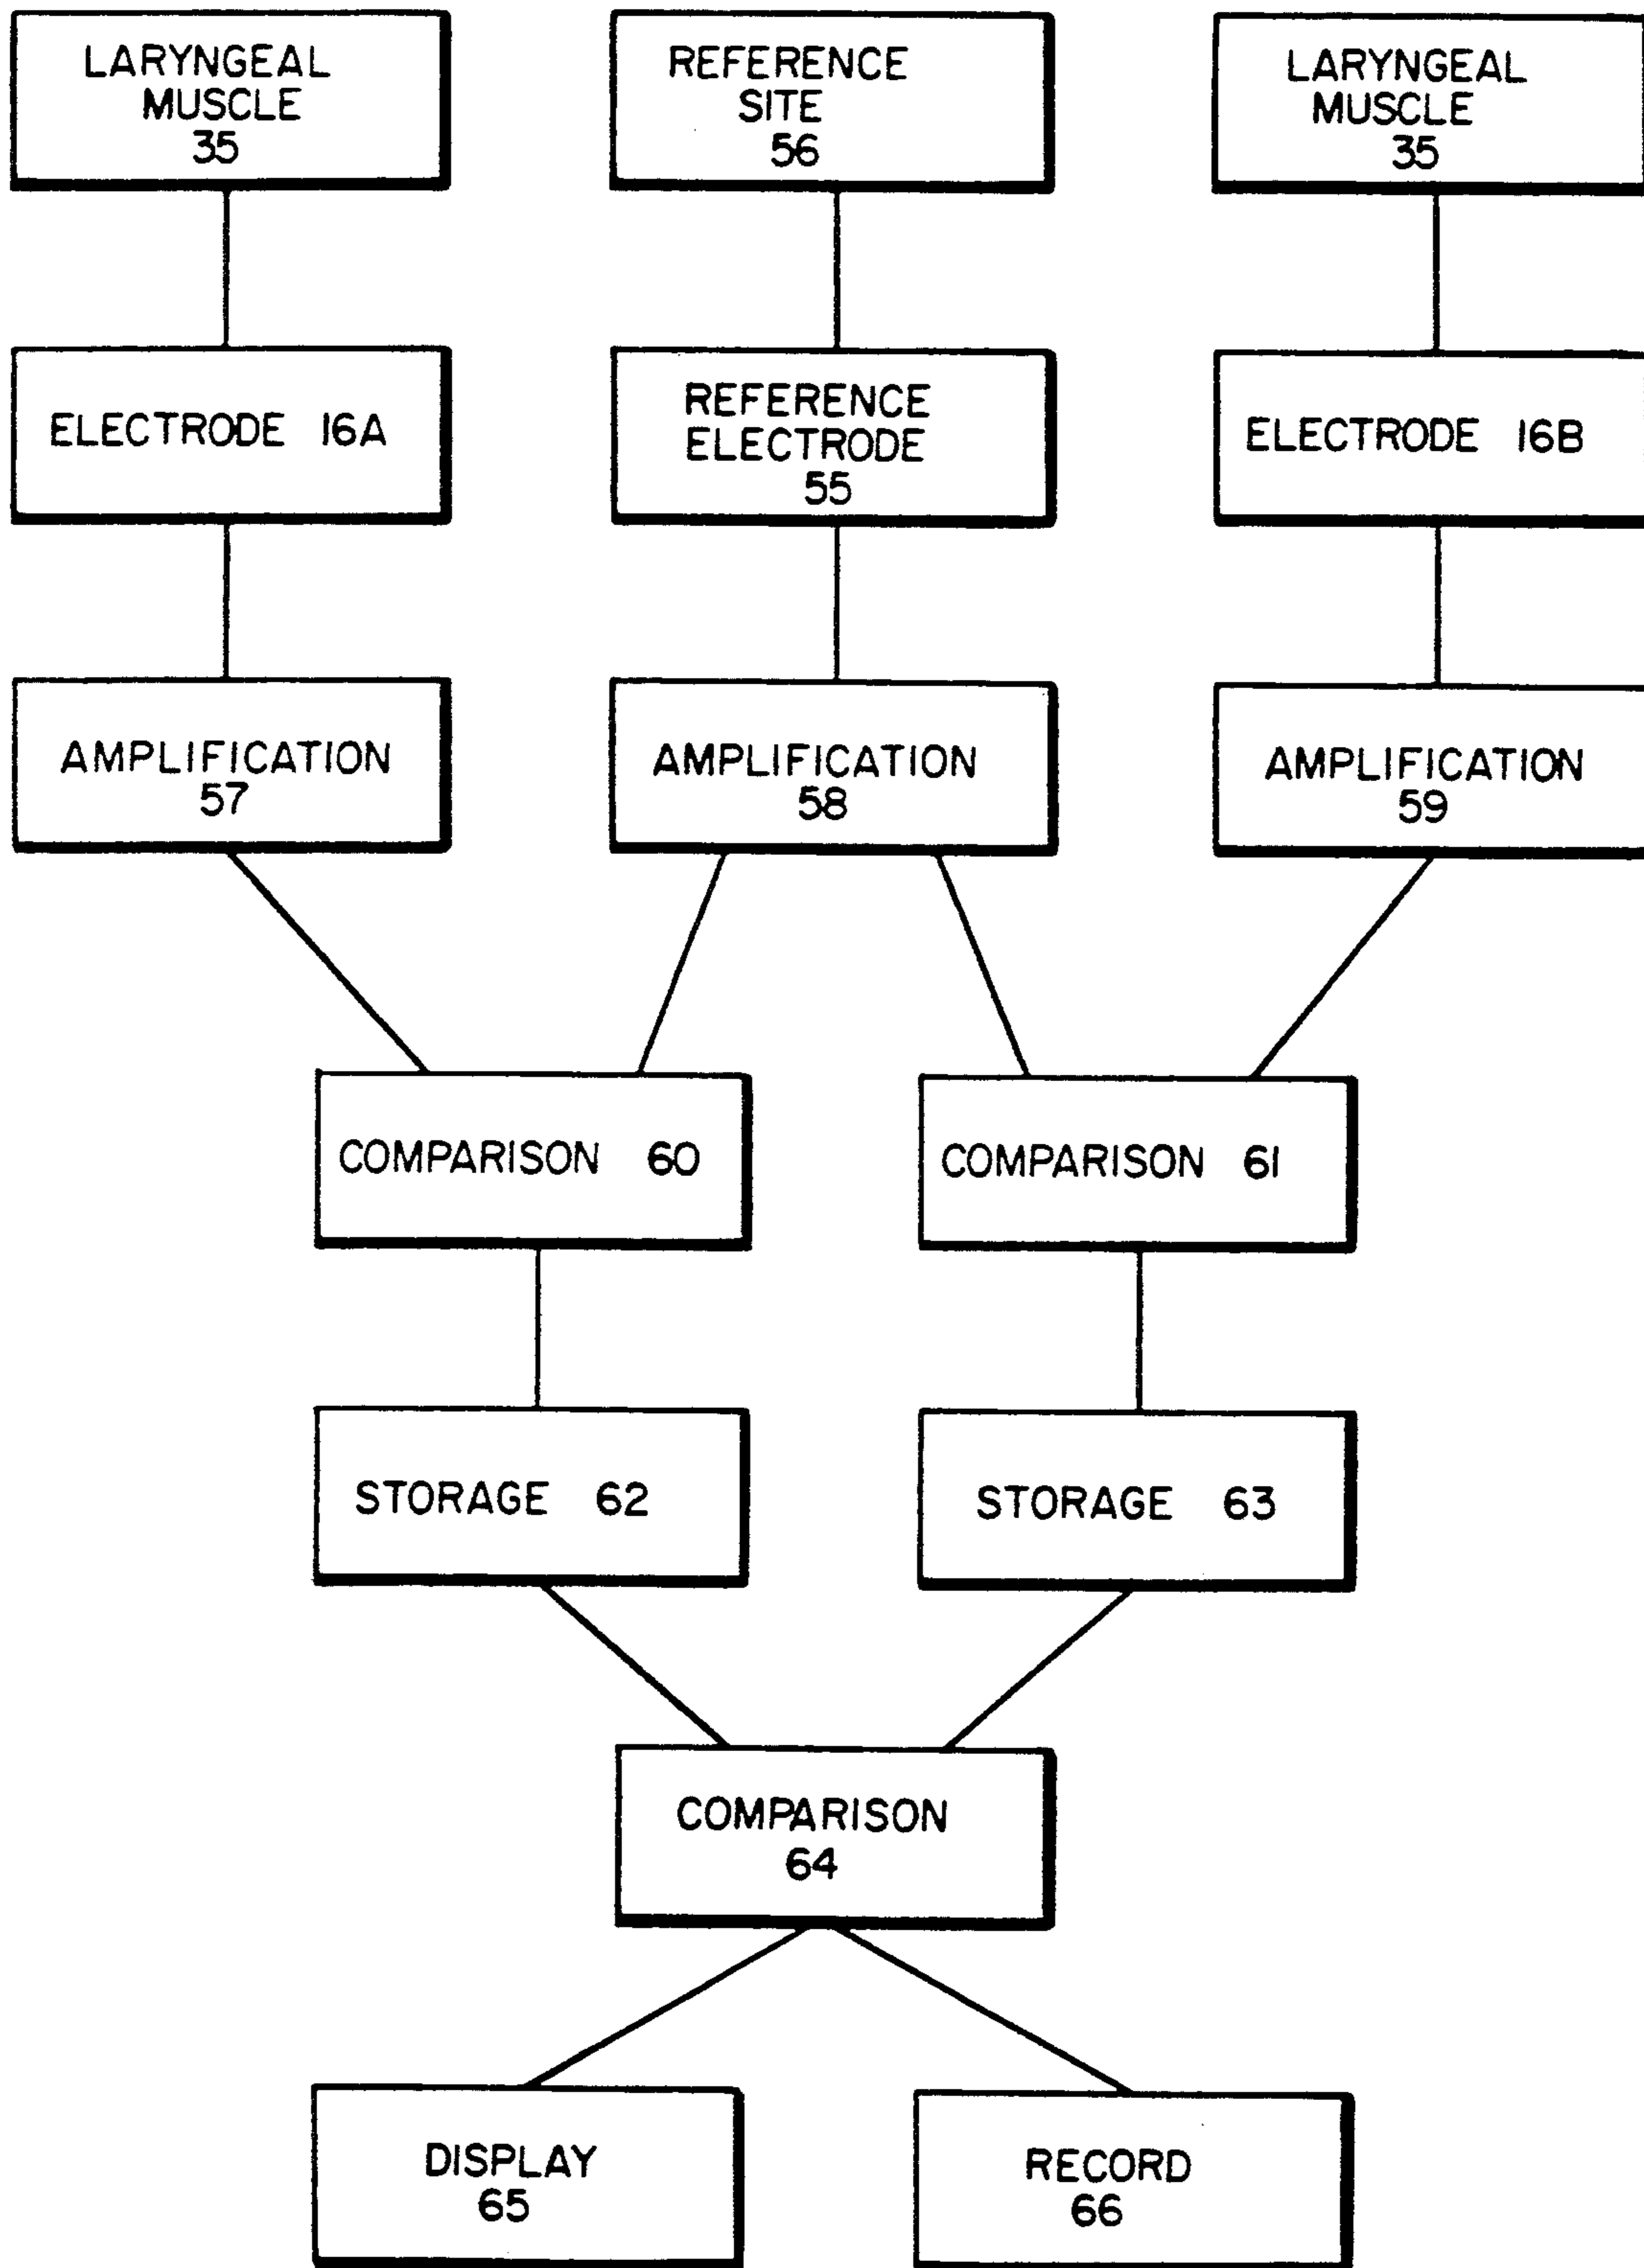 LARYNGEAL
MUSCLE
35
REFERENCE
SITE
56
LARYNGEAL
MUSCLE
35
ELECTRODE 16A
REFERENCE
ELECTRODE
55
ELECTRODE 16B
AMPLIFICATION
57
AMPLIFICATION
58
AMPLIFICATION
59
COMPARISON 60
COMPARISON 61
STORAGE 62
STORAGE 63
COMPARISON
64
DISPLAY
65
RECORD
66